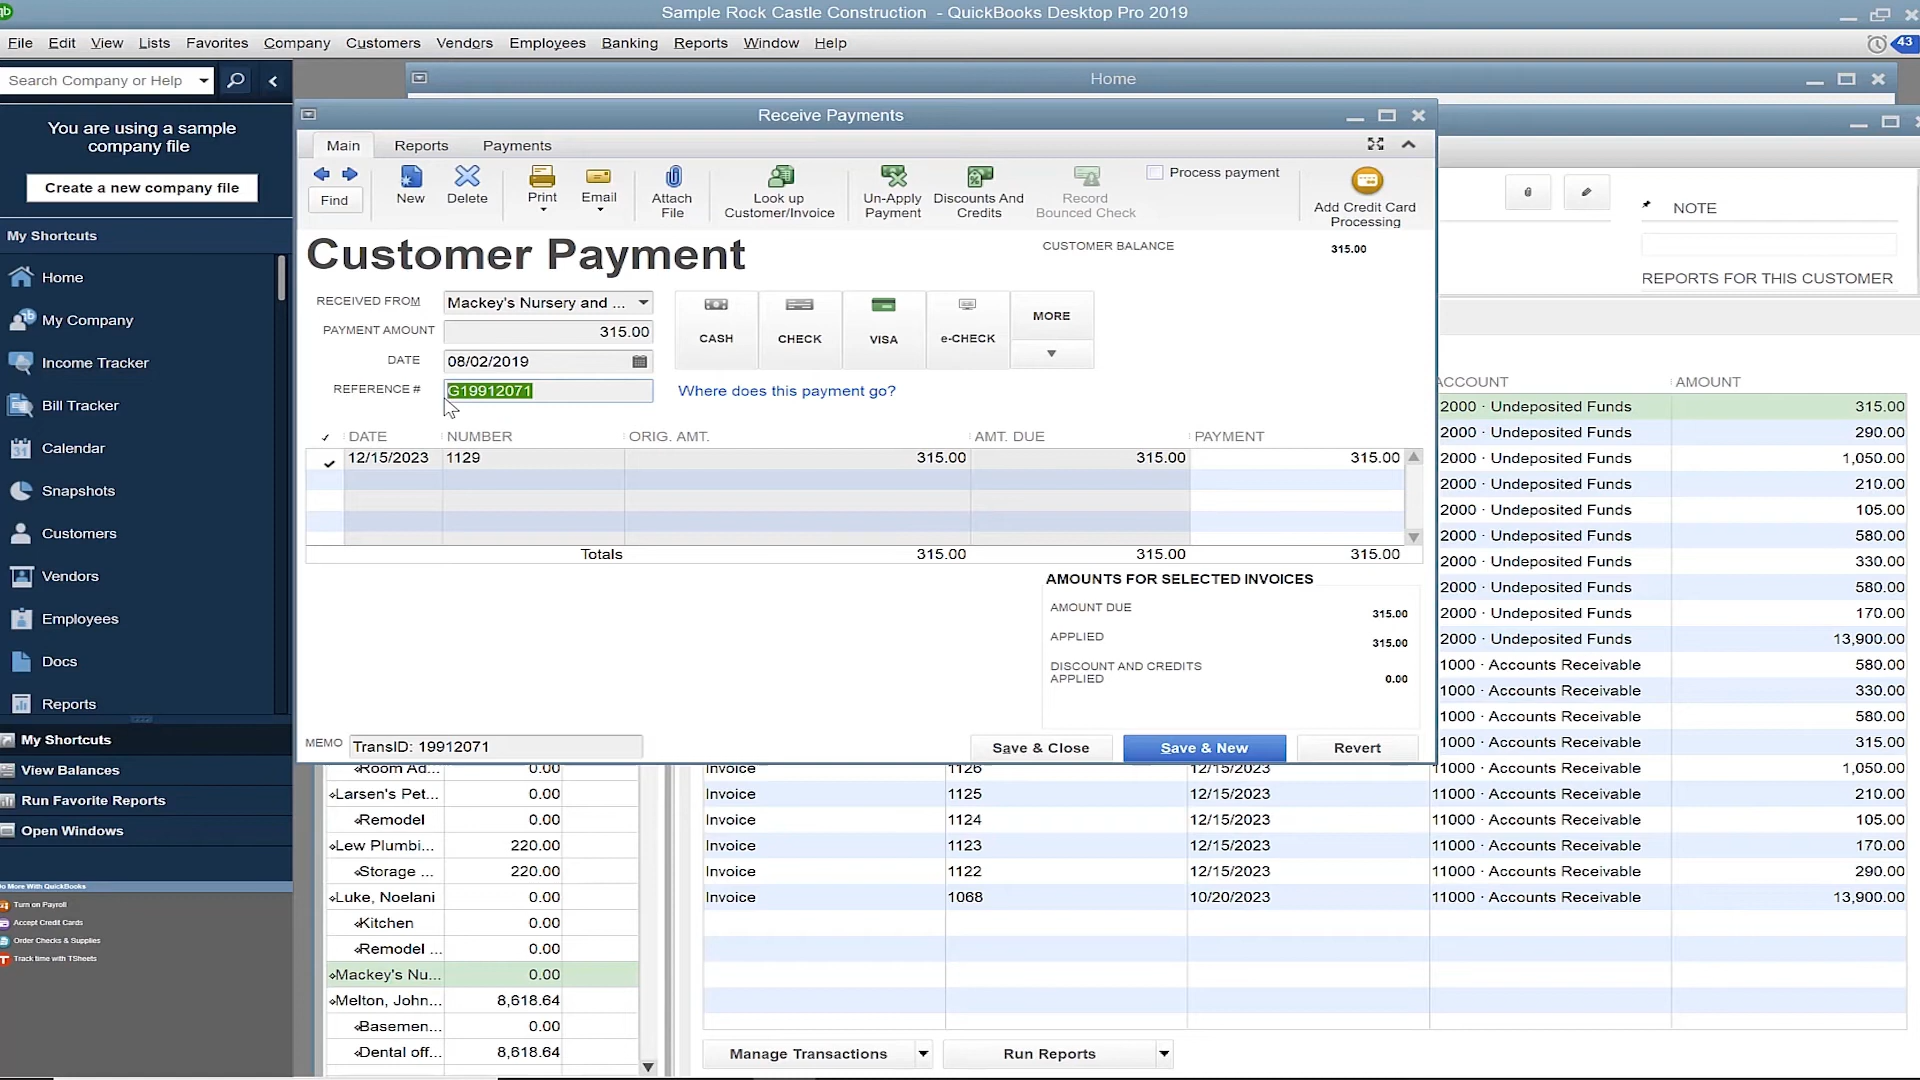 Sample Rock Castle Construction - QuickBooks Desktop Pro 2019
File Edit View Lists Favorites Company Customers Vendors Employees Banking Reports Window Help
43
Search Company or Help
Home
You are using a sample
company file
Create a new company file
My Shortcuts
Home
My Company
Income Tracker
Bill Tracker
Calendar
Snapshots
Customers
Vendors
Employees
Docs
Reports
My Shortcuts
View Balances
Run Favorite Reports
Open Windows
Do More With QuickBooks
Turn on Payroll
Accept Credit Cards
Order Checks & Supplies
Track time with TSheets
Receive Payments
Main Reports Payments
Find
New
Delete
Print
Email
Attach
File
Look up
Customer/Invoice
Un-Apply
Payment
Discounts And
Credits
Record
Bounced Check
Process payment
Add Credit Card
Processing
Customer Payment
CUSTOMER BALANCE 315.00
RECEIVED FROM Mackey's Nursery and ...
PAYMENT AMOUNT 315.00
DATE 08/02/2019
REFERENCE # G19912071
CASH CHECK VISA e-CHECK MORE
Where does this payment go?
DATE NUMBER ORIG. AMT. AMT. DUE PAYMENT
12/15/2023 1129 315.00 315.00 315.00
Totals 315.00 315.00 315.00
AMOUNTS FOR SELECTED INVOICES
AMOUNT DUE 315.00
APPLIED 315.00
DISCOUNT AND CREDITS
APPLIED 0.00
MEMO TransID: 19912071
Save & Close Save & New Revert
NOTE
REPORTS FOR THIS CUSTOMER
ACCOUNT AMOUNT
2000 · Undeposited Funds 315.00
2000 · Undeposited Funds 290.00
2000 · Undeposited Funds 1,050.00
2000 · Undeposited Funds 210.00
2000 · Undeposited Funds 105.00
2000 · Undeposited Funds 580.00
2000 · Undeposited Funds 330.00
2000 · Undeposited Funds 580.00
2000 · Undeposited Funds 170.00
2000 · Undeposited Funds 13,900.00
1000 · Accounts Receivable 580.00
1000 · Accounts Receivable 330.00
1000 · Accounts Receivable 580.00
1000 · Accounts Receivable 315.00
Invoice 1126 12/15/2023 11000 · Accounts Receivable 1,050.00
Invoice 1125 12/15/2023 11000 · Accounts Receivable 210.00
Invoice 1124 12/15/2023 11000 · Accounts Receivable 105.00
Invoice 1123 12/15/2023 11000 · Accounts Receivable 170.00
Invoice 1122 12/15/2023 11000 · Accounts Receivable 290.00
Invoice 1068 10/20/2023 11000 · Accounts Receivable 13,900.00
Room Ad... 0.00
Larsen's Pet... 0.00
Remodel 0.00
Lew Plumbi... 220.00
Storage ... 220.00
Luke, Noelani 0.00
Kitchen 0.00
Remodel ... 0.00
Mackey's Nu... 0.00
Melton, John... 8,618.64
Basemen... 0.00
Dental off... 8,618.64
Manage Transactions Run Reports